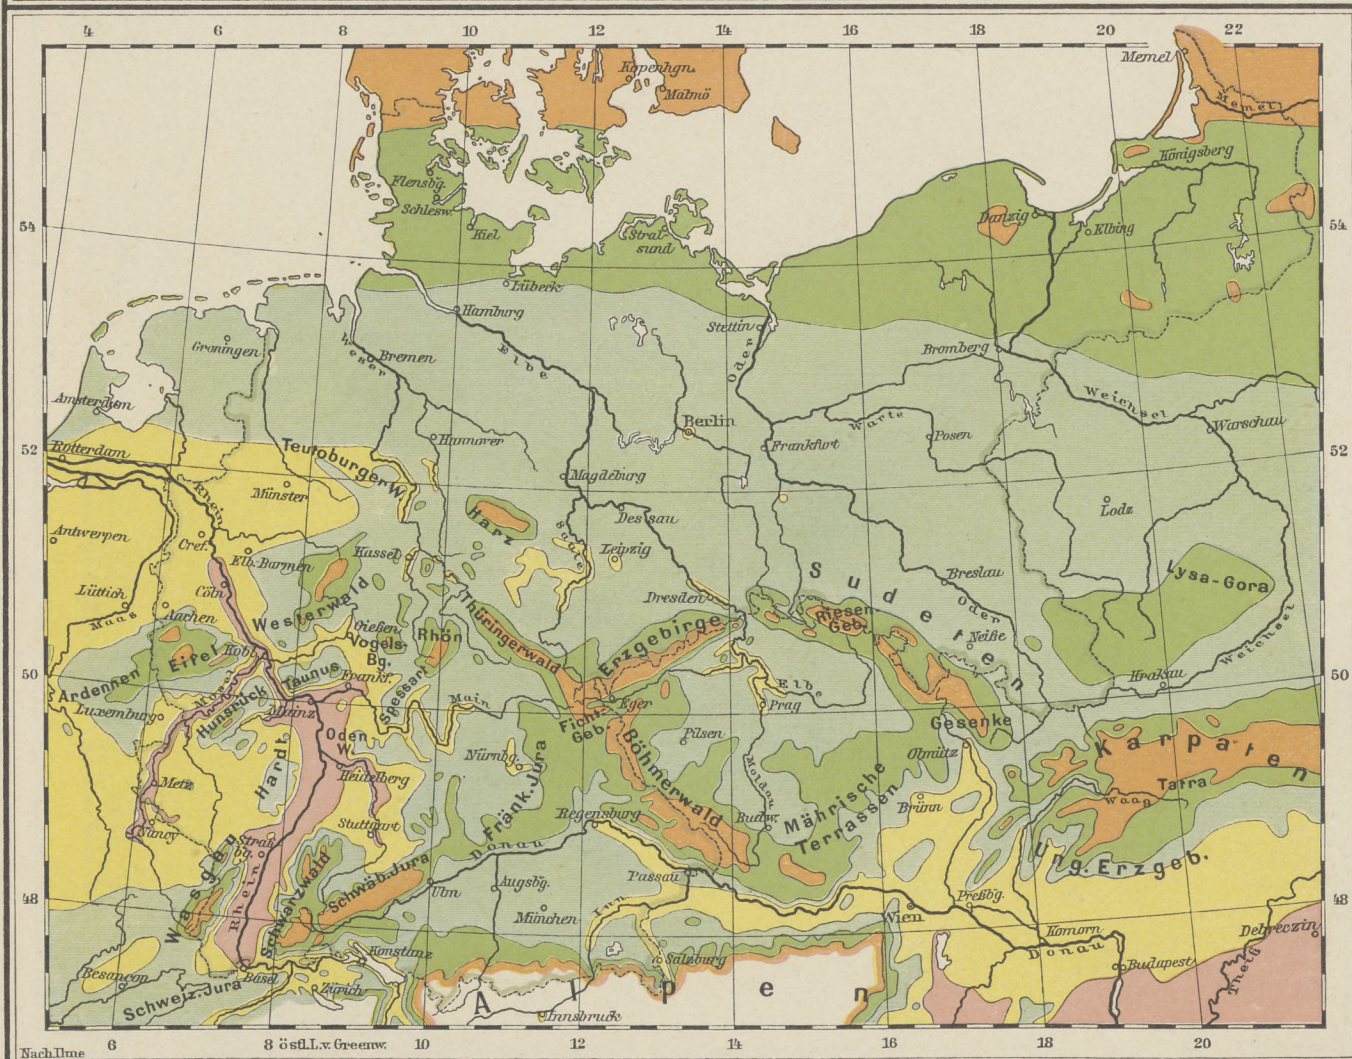 4 6 8 10 12 14 16 18 20 22
Kopenhgn.
Malmö
Memel
Memel
Königsberg
Flensbg.
Schlesw.
Kiel
Stral-
sund
Danzig
Elbing
54
54
Lübeck
Hamburg
Stettin
Groningen
Weser
Bremen
Elbe
Oder
Bromberg
Amsterdam
Weichsel
Warte
Berlin
Hannover
Frankfurt
Posen
Warschau
52
52
Rotterdam
Teutoburger W.
Magdeburg
Rhein
Münster
Lodz
Harz
Dessau
Saale
Antwerpen
Cref.
Elb.-Barmen
Kassel
Leipzig
Sudeten
Lysa-Gora
Breslau
Lüttich
Cöln
Dresden
Oder
Maas
Aachen
Westerwald
Gießen
Thüringerwald
Riesen-
Geb.
Neiße
Weichsel
Rhön
Vogels-
Bg.
Erzgebirge
Eifel
Kobl.
50
50
Ardennen
Taunus
Frankf.
Krakau
Mosel
Spessart
Main
Elbe
Luxemburg
Hunsrück
Mainz
Eger
Prag
Fichtl.
Geb.
Gesenke
Oden
W.
Pilsen
Karpaten
Nürnbg.
Olmütz
Hardt
Fränk. Jura
Böhmerwald
Moldau
Heidelberg
Tatra
Metz
Waag
Mährische
Terrassen
Brünn
Nancy
Stuttgart
Regensburg
Budw.
Straß
bg.
Donau
Ung. Erzgeb.
Wasgau
Schwäb. Jura
Passau
Schwarzwald
Ulm
Augsbg.
48
48
Rhein
Inn
Preßbg.
München
Wien
Debreczin
Komorn
Konstanz
Donau
Salzburg
Budapest
Besançon
Basel
Theiß
Schweiz. Jura
Zürich
Alpen
Innsbruck
6 8 östl. L. v. Greenw. 10 12 14 16 18 20
Nach Ihne